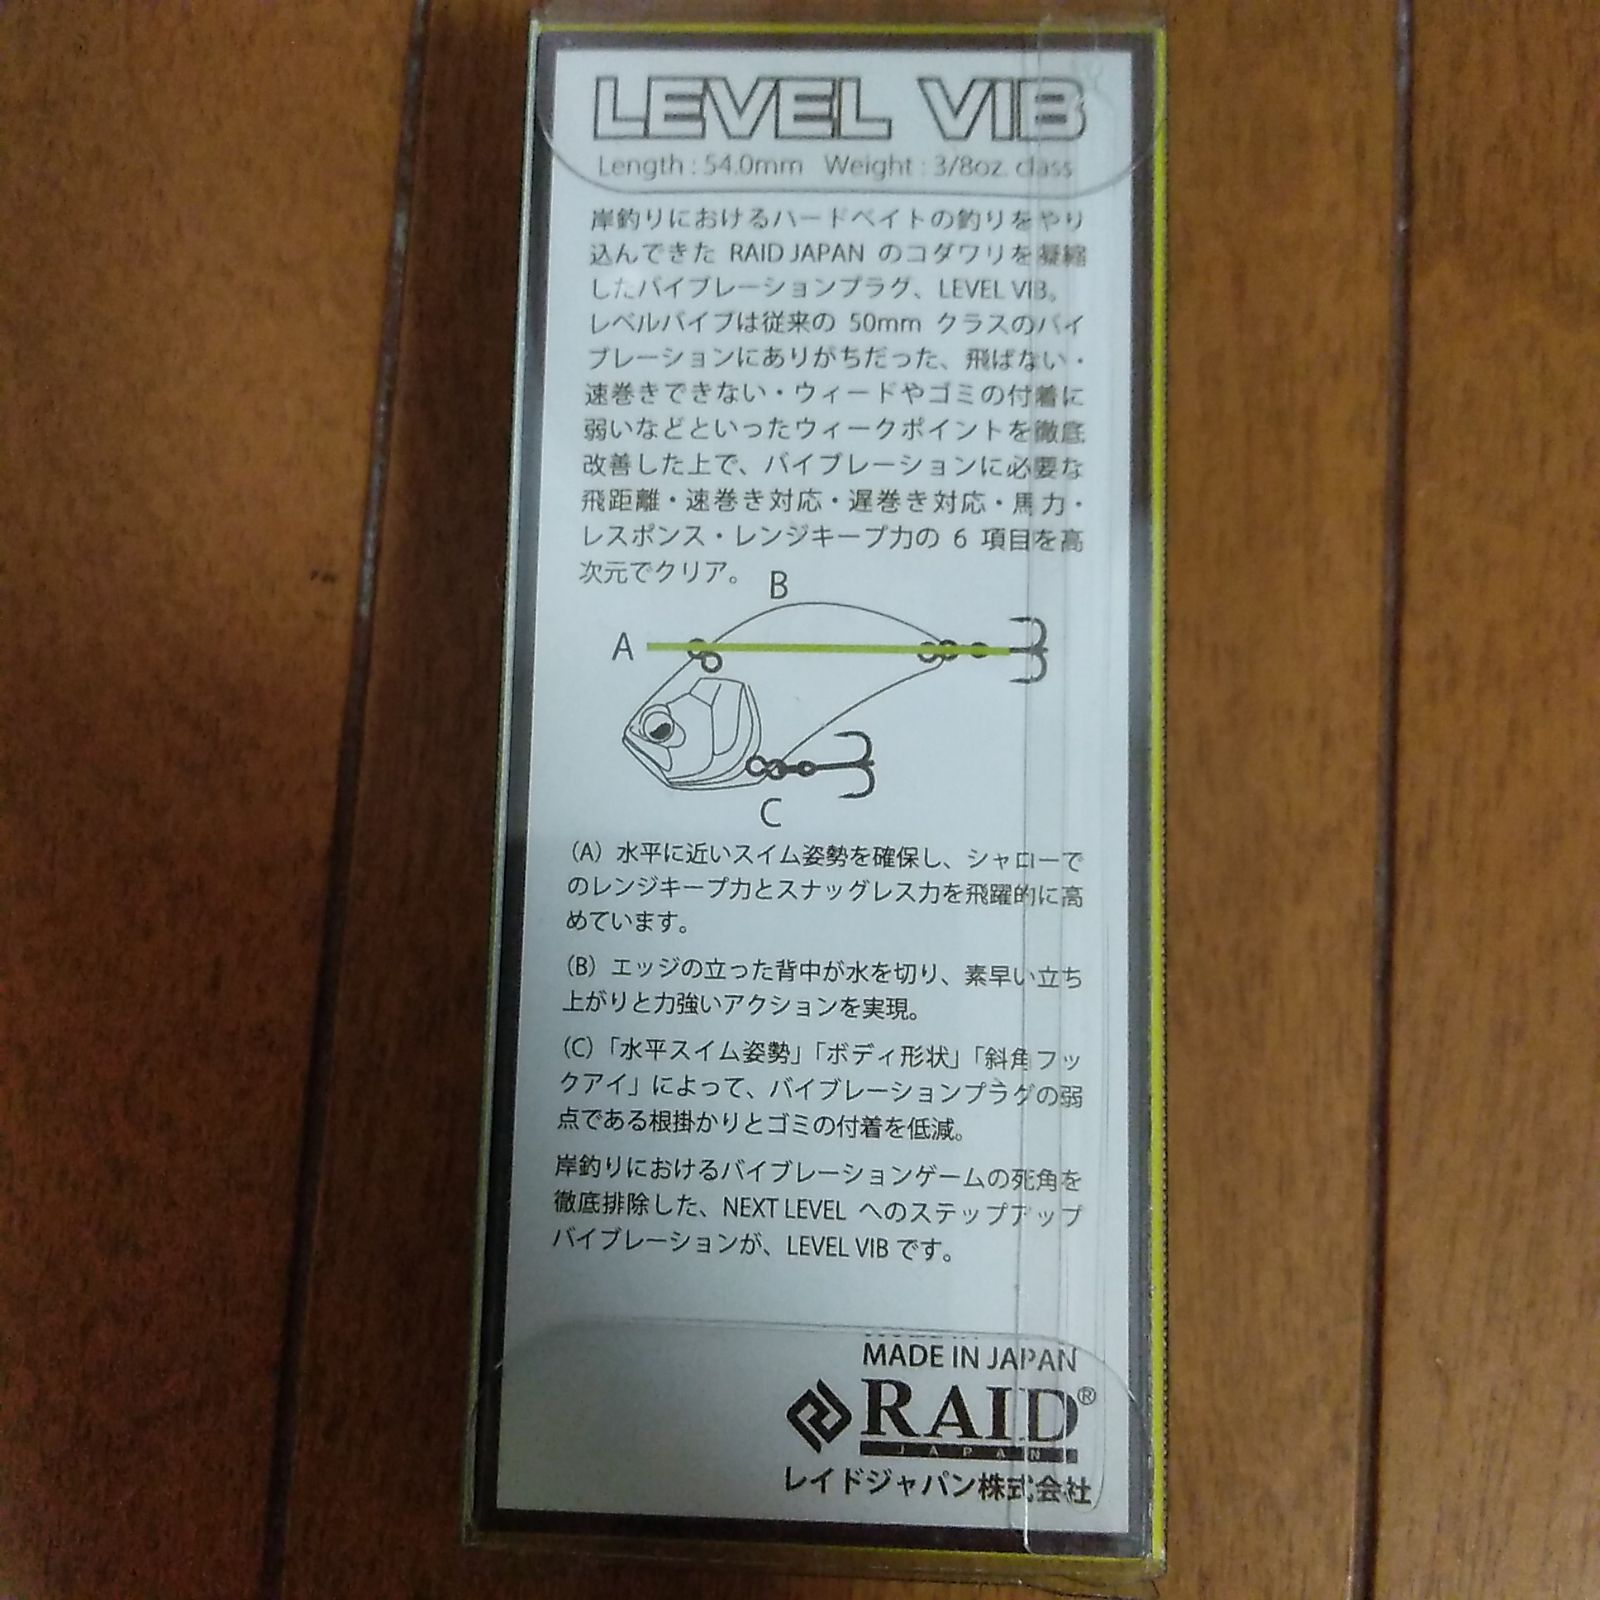 LEVEL VIB
Length : 54.0mm Weight : 3/8oz. class
岸釣りにおけるハードベイトの釣りをやり
込んできた RAID JAPAN のコダワリを凝縮
したバイブレーションプラグ、LEVEL VIB。
レベルバイブは従来の 50mm クラスのバイ
ブレーションにありがちだった、飛ばない・
速巻きできない・ウィードやゴミの付着に
弱いなどといったウィークポイントを徹底
改善した上で、バイブレーションに必要な
飛距離・速巻き対応・遅巻き対応・馬力・
レスポンス・レンジキープ力の 6 項目を高
次元でクリア。
B
A
C
(A) 水平に近いスイム姿勢を確保し、シャローで
のレンジキープ力とスナッグレス力を飛躍的に高
めています。
(B) エッジの立った背中が水を切り、素早い立ち
上がりと力強いアクションを実現。
(C)「水平スイム姿勢」「ボディ形状」「斜角フッ
クアイ」によって、バイブレーションプラグの弱
点である根掛かりとゴミの付着を低減。
岸釣りにおけるバイブレーションゲームの死角を
徹底排除した、NEXT LEVEL へのステップアップ
バイブレーションが、LEVEL VIB です。
MADE IN JAPAN
RAID®
JAPAN
レイドジャパン株式会社